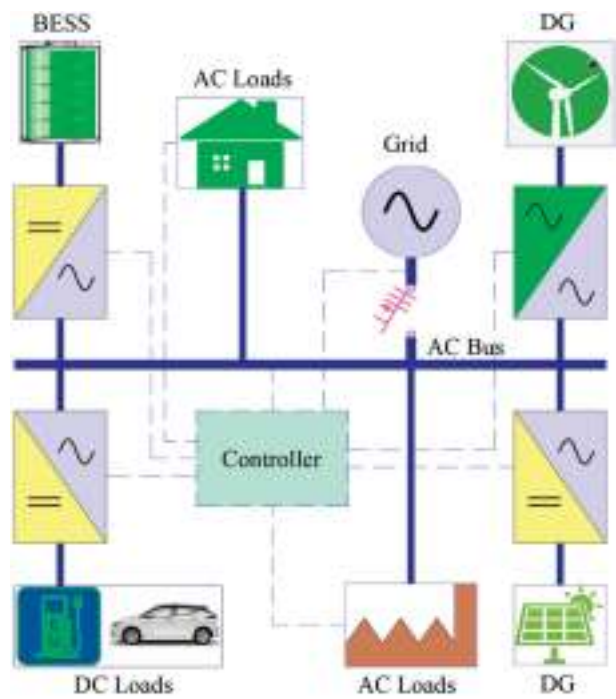 BESS
DG
AC Loads
Grid
AC Bus
Controller
DC Loads
AC Loads
DG